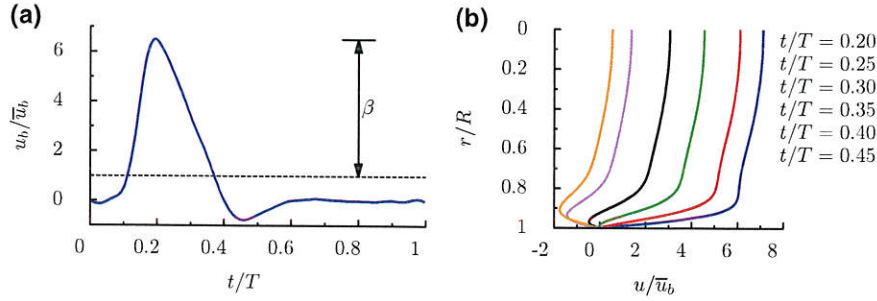 (a)
6
4
2
0
u_b/u̅_b
β
0
0.2
0.4
0.6
0.8
1
t/T
(b)
0
0.2
0.4
0.6
0.8
1
r/R
-2
0
2
4
6
8
u/u̅_b
t/T = 0.20
t/T = 0.25
t/T = 0.30
t/T = 0.35
t/T = 0.40
t/T = 0.45